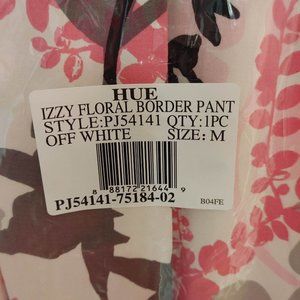 HUE
IZZY FLORAL BORDER PANT
STYLE:PJ54141 QTY:1PC
OFF WHITE SIZE: M
8 88172 21644 9
PJ54141-75184-02 B04FE